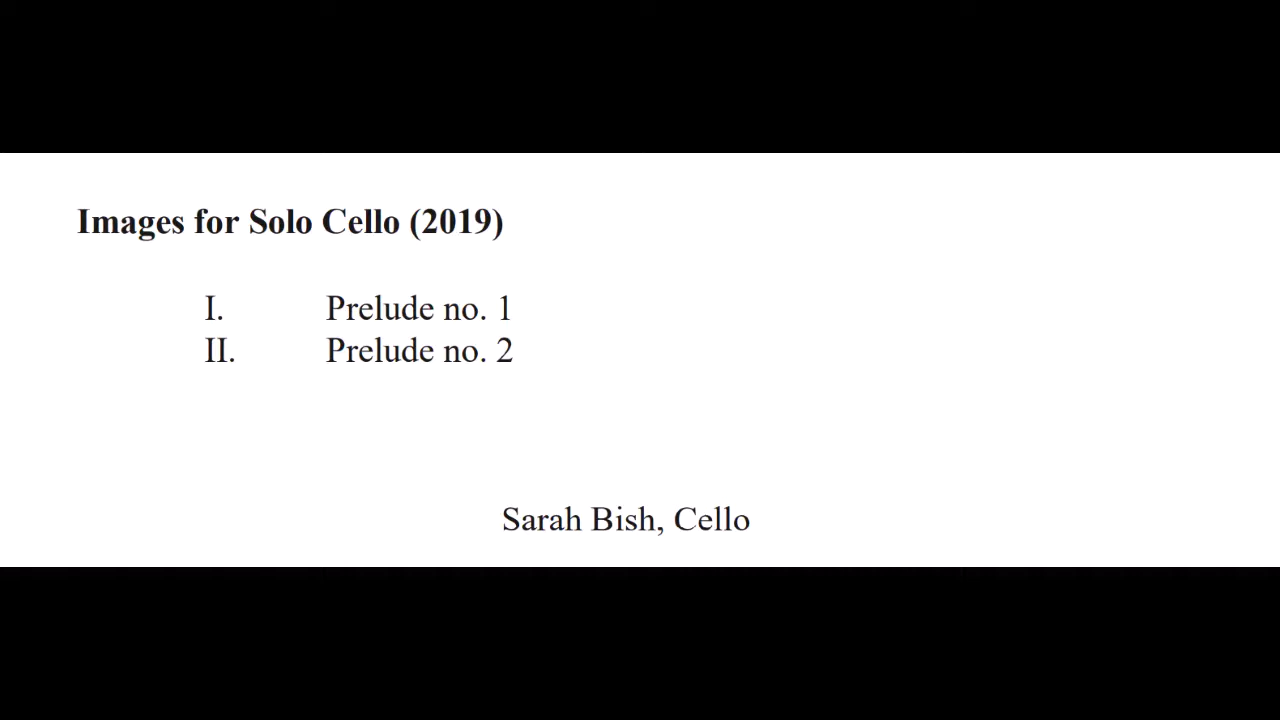 Images for Solo Cello (2019)
I. Prelude no. 1
II. Prelude no. 2
Sarah Bish, Cello